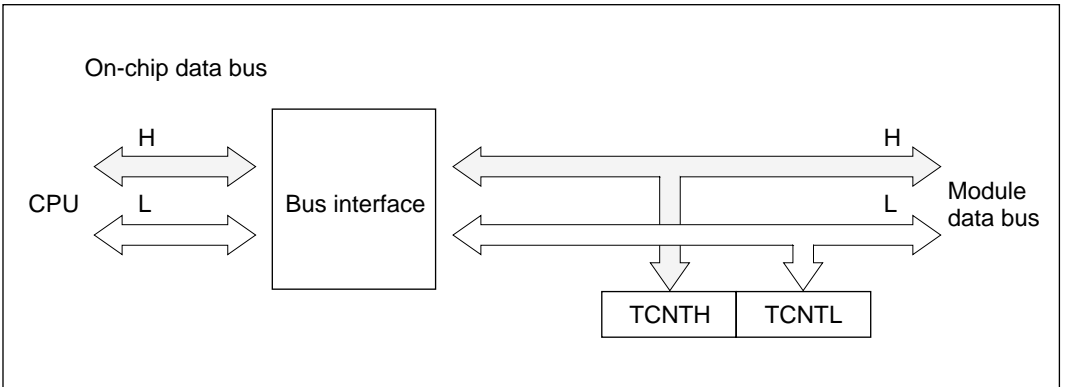 On-chip data bus
H
H
CPU
L
Bus interface
L
Module
data bus
TCNTH
TCNTL